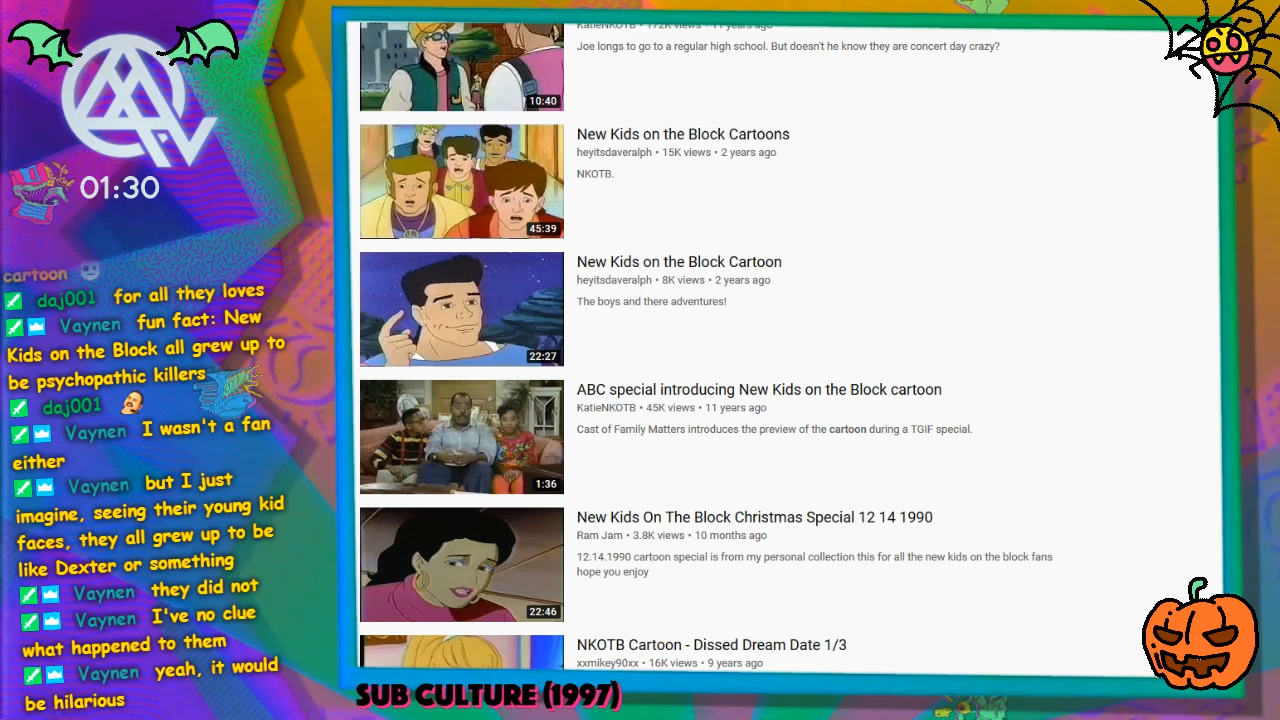 01:30
cartoon
daj001 for all they loves
Vaynen fun fact: New
Kids on the Block all grew up to
be psychopathic killers
daj001
Vaynen I wasn't a fan
either
Vaynen but I just
imagine, seeing their young kid
faces, they all grew up to be
like Dexter or something
Vaynen they did not
Vaynen I've no clue
what happened to them
Vaynen yeah, it would
be hilarious
KatieNKOTB • 172K views • 11 years ago
Joe longs to go to a regular high school. But doesn't he know they are concert day crazy?
10:40
New Kids on the Block Cartoons
heyitsdaveralph • 15K views • 2 years ago
NKOTB.
45:39
New Kids on the Block Cartoon
heyitsdaveralph • 8K views • 2 years ago
The boys and there adventures!
22:27
ABC special introducing New Kids on the Block cartoon
KatieNKOTB • 45K views • 11 years ago
Cast of Family Matters introduces the preview of the cartoon during a TGIF special.
1:36
New Kids On The Block Christmas Special 12 14 1990
Ram Jam • 3.8K views • 10 months ago
12.14.1990 cartoon special is from my personal collection this for all the new kids on the block fans
hope you enjoy
22:46
NKOTB Cartoon - Dissed Dream Date 1/3
xxmikey90xx • 16K views • 9 years ago
SUB CULTURE (1997)